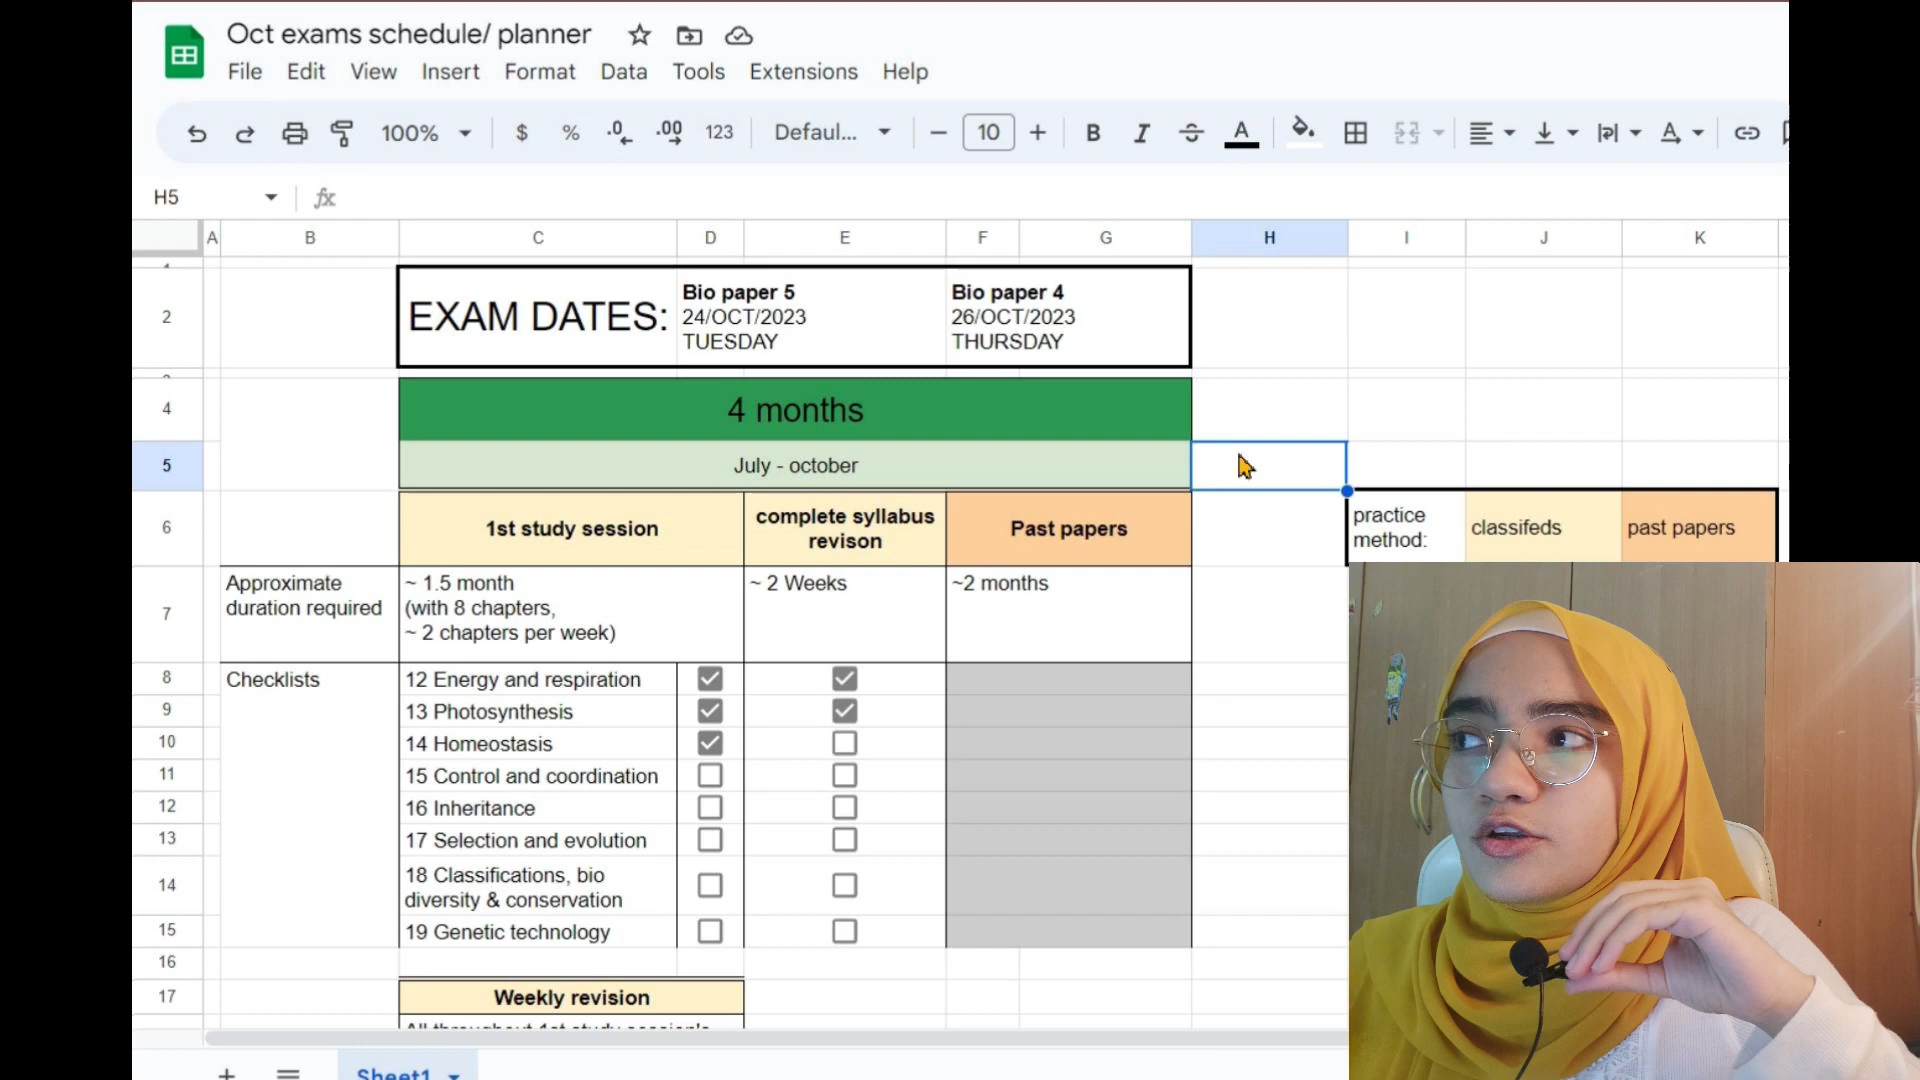 Oct exams schedule/ planner
File Edit View Insert Format Data Tools Extensions Help
100% $ % .0 .00 123 Defaul... 10 B I A
H5 fx
A B C D E F G H I J K
2 EXAM DATES: Bio paper 5 Bio paper 4
24/OCT/2023 26/OCT/2023
TUESDAY THURSDAY
4 4 months
5 July - october
6 1st study session complete syllabus revison Past papers practice method: classifeds past papers
7 Approximate duration required
~ 1.5 month
(with 8 chapters,
~ 2 chapters per week)
~ 2 Weeks
~2 months
8 Checklists 12 Energy and respiration
9 13 Photosynthesis
10 14 Homeostasis
11 15 Control and coordination
12 16 Inheritance
13 17 Selection and evolution
14 18 Classifications, bio
diversity & conservation
15 19 Genetic technology
16
17 Weekly revision
Sheet1